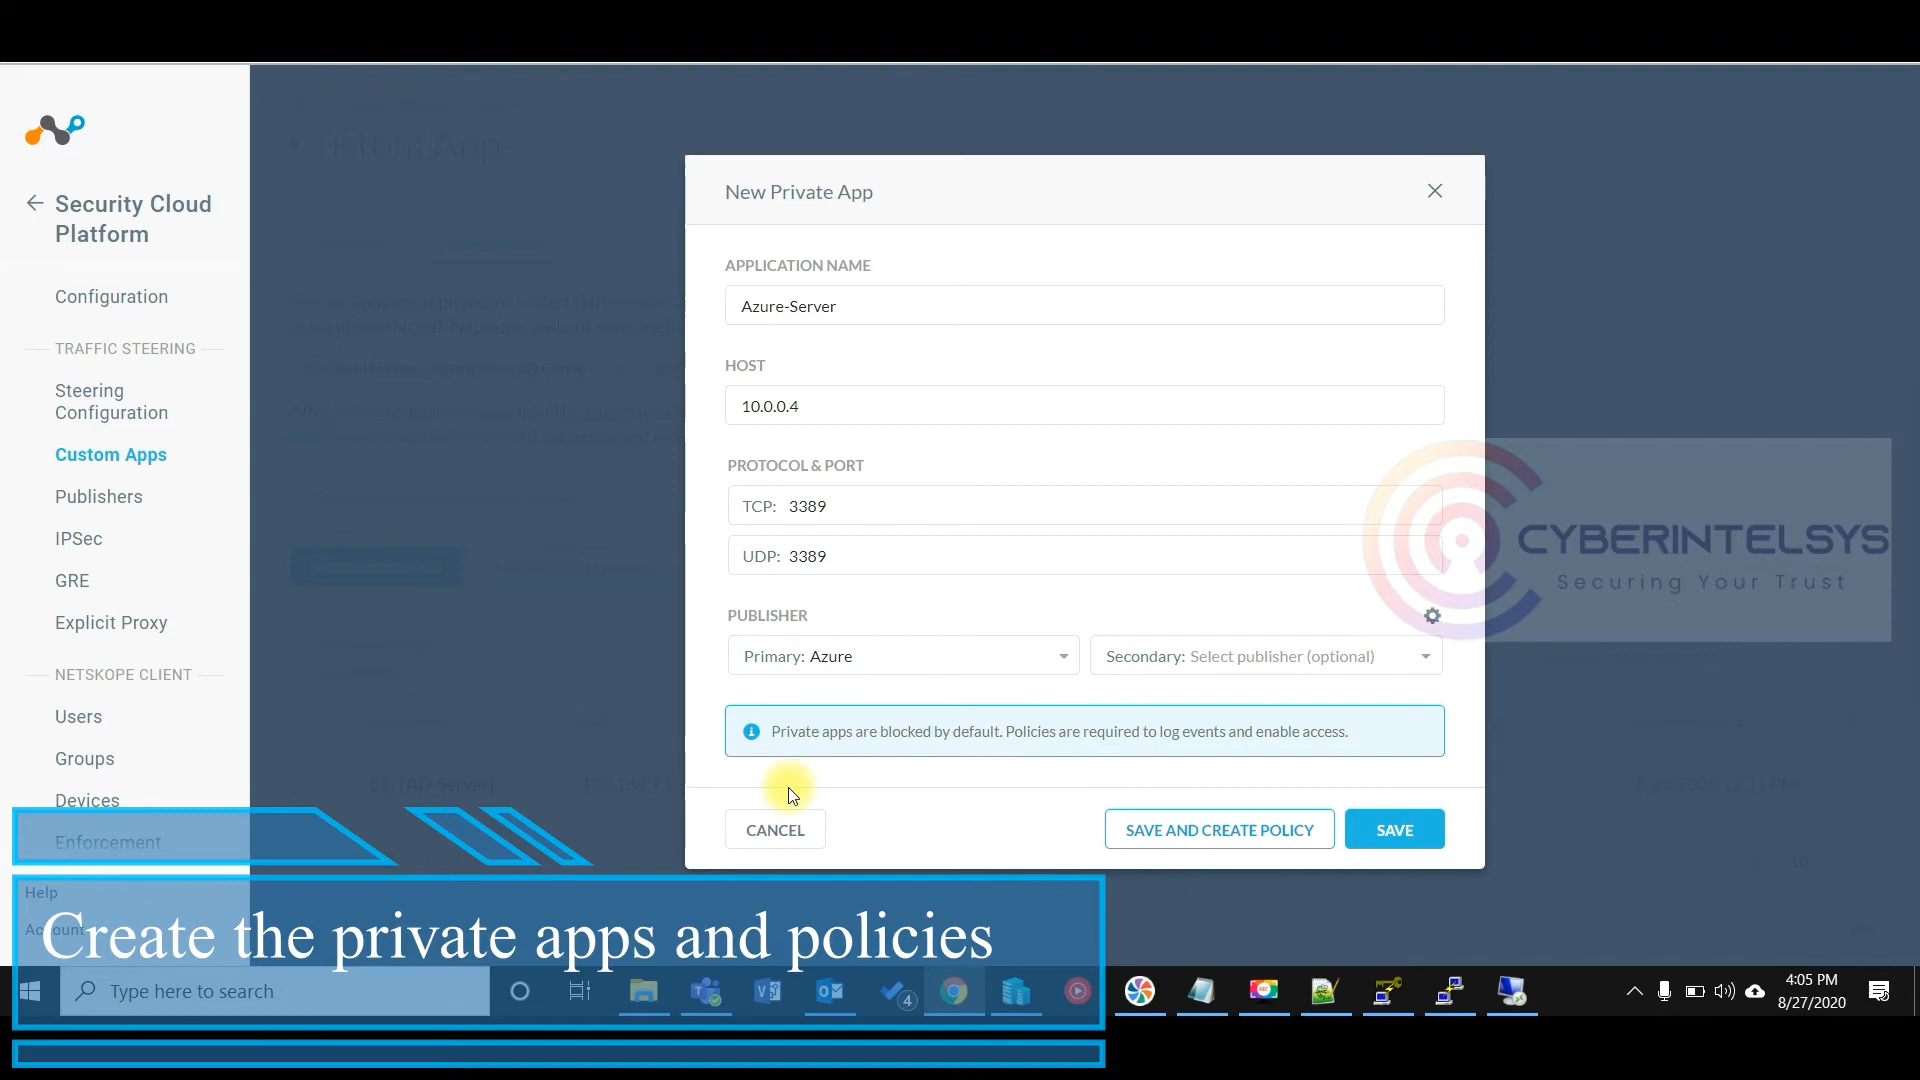 Security Cloud
Platform
Configuration
TRAFFIC STEERING
Steering
Configuration
Custom Apps
Publishers
IPSec
GRE
Explicit Proxy
NETSKOPE CLIENT
Users
Groups
Devices
Enforcement
Help
Account
Custom Apps
New Private App
APPLICATION NAME
Azure-Server
HOST
10.0.0.4
PROTOCOL & PORT
TCP: 3389
UDP: 3389
PUBLISHER
Primary: Azure
Secondary: Select publisher (optional)
Private apps are blocked by default. Policies are required to log events and enable access.
CANCEL
SAVE AND CREATE POLICY
SAVE
CYBERINTELSYS
Securing Your Trust
Create the private apps and policies
Type here to search
4
4:05 PM
8/27/2020